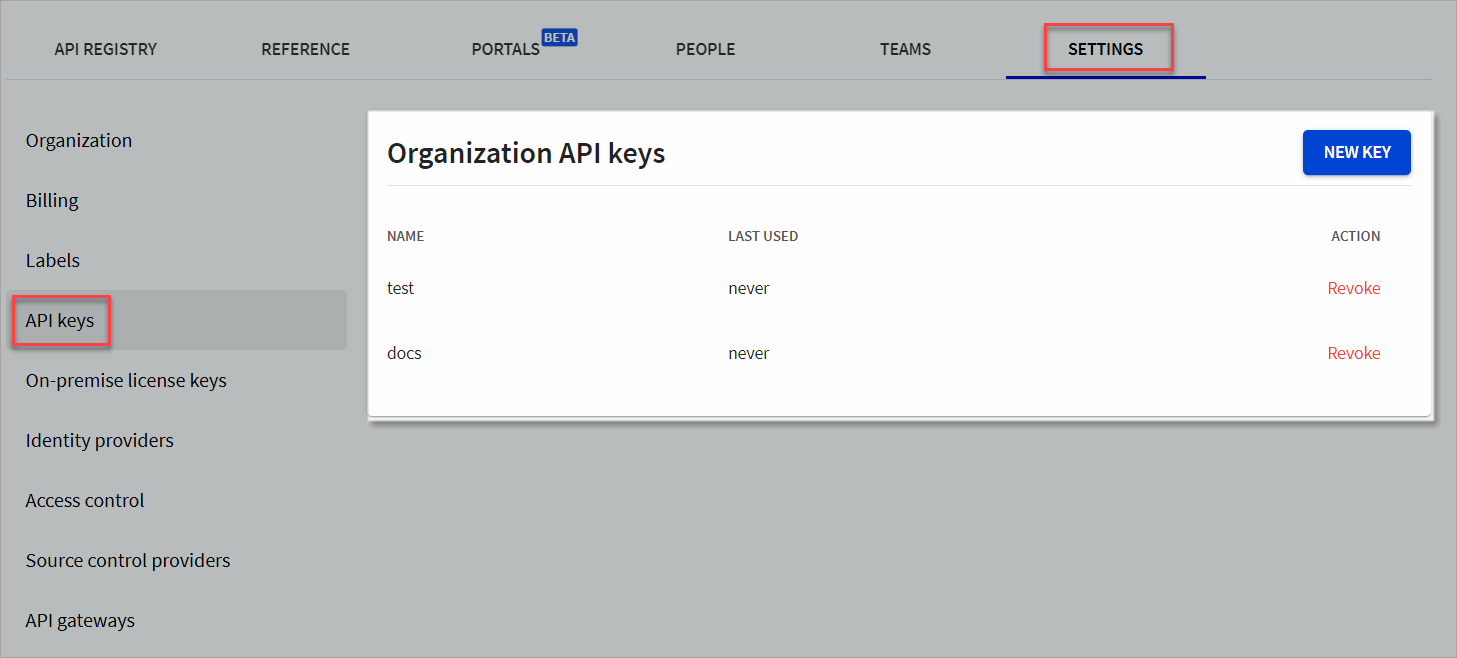 API REGISTRY REFERENCE PORTALS BETA PEOPLE TEAMS SETTINGS
Organization
Billing
Labels
API keys
On-premise license keys
Identity providers
Access control
Source control providers
API gateways
Organization API keys NEW KEY
NAME LAST USED ACTION
test never Revoke
docs never Revoke